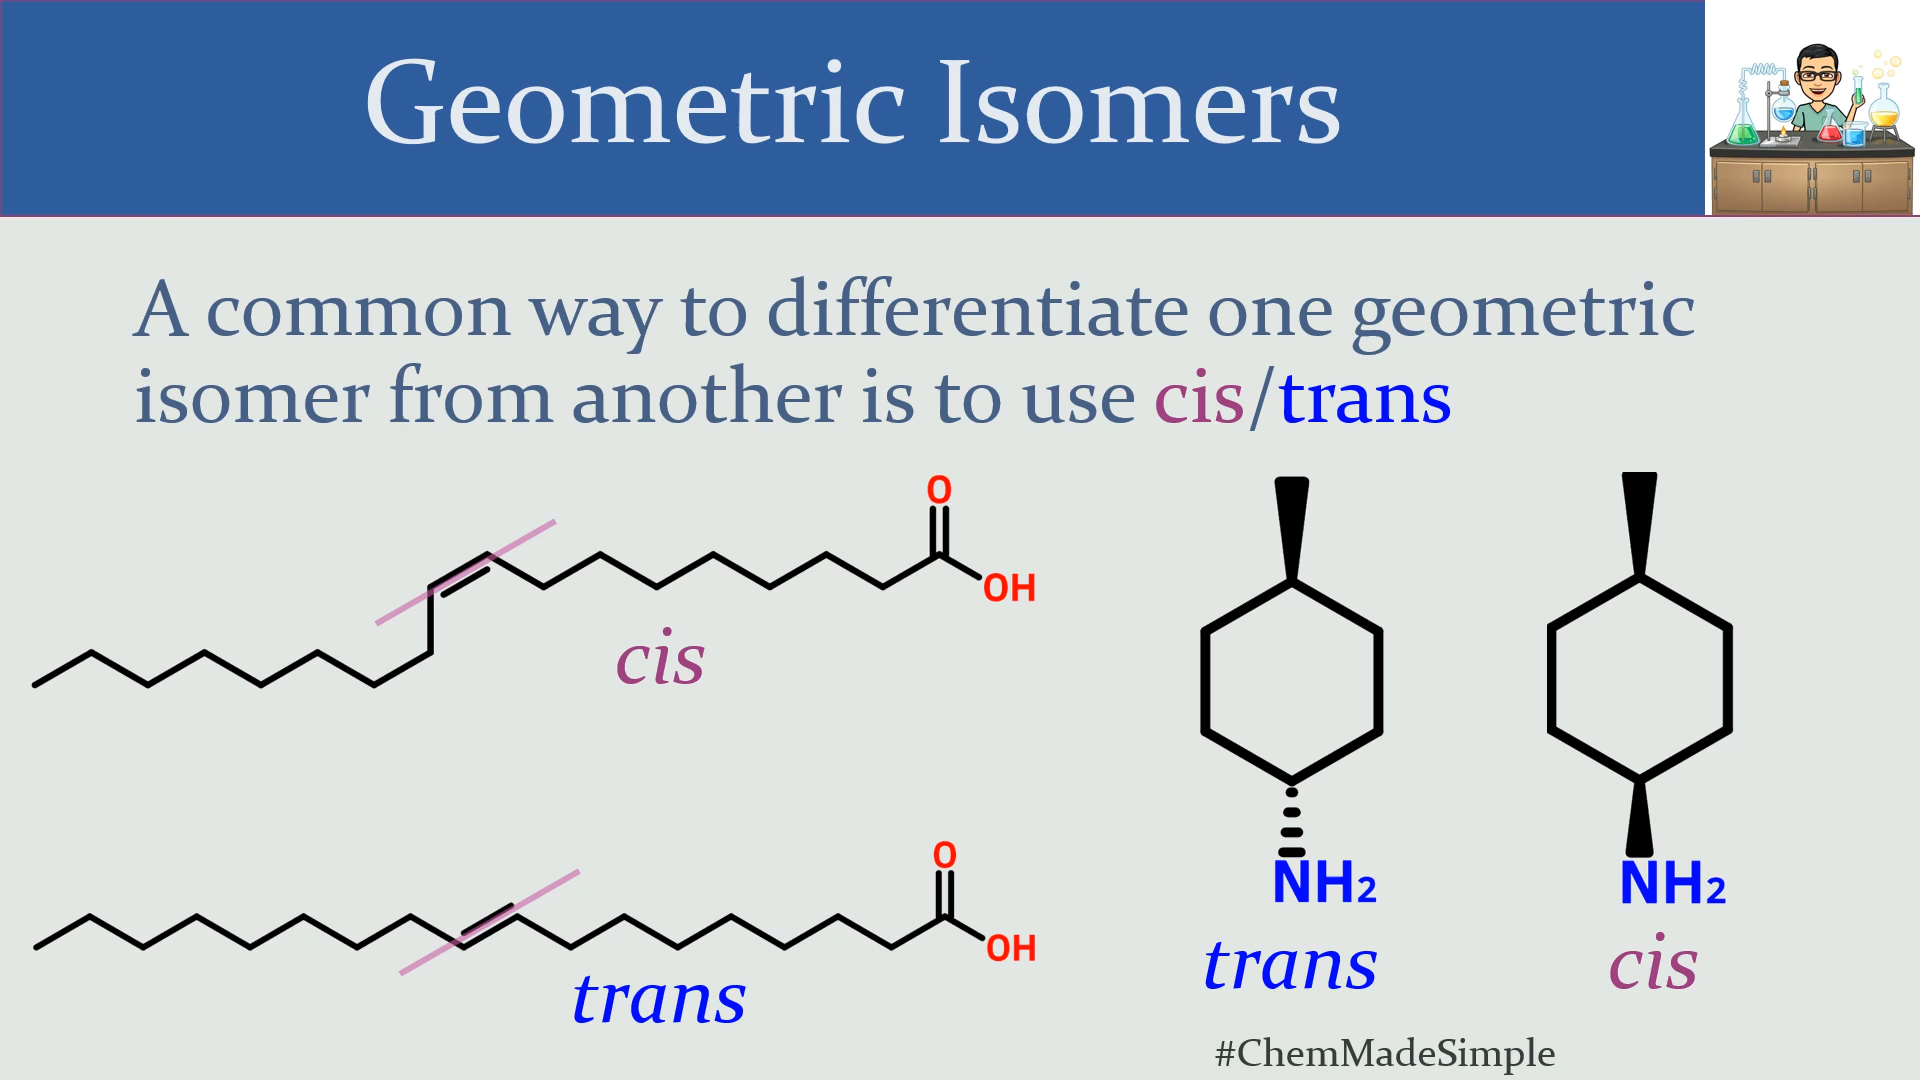 Geometric Isomers
A common way to differentiate one geometric
isomer from another is to use cis/trans
O
OH
cis
O
OH
trans
NH₂
trans
NH₂
cis
#ChemMadeSimple